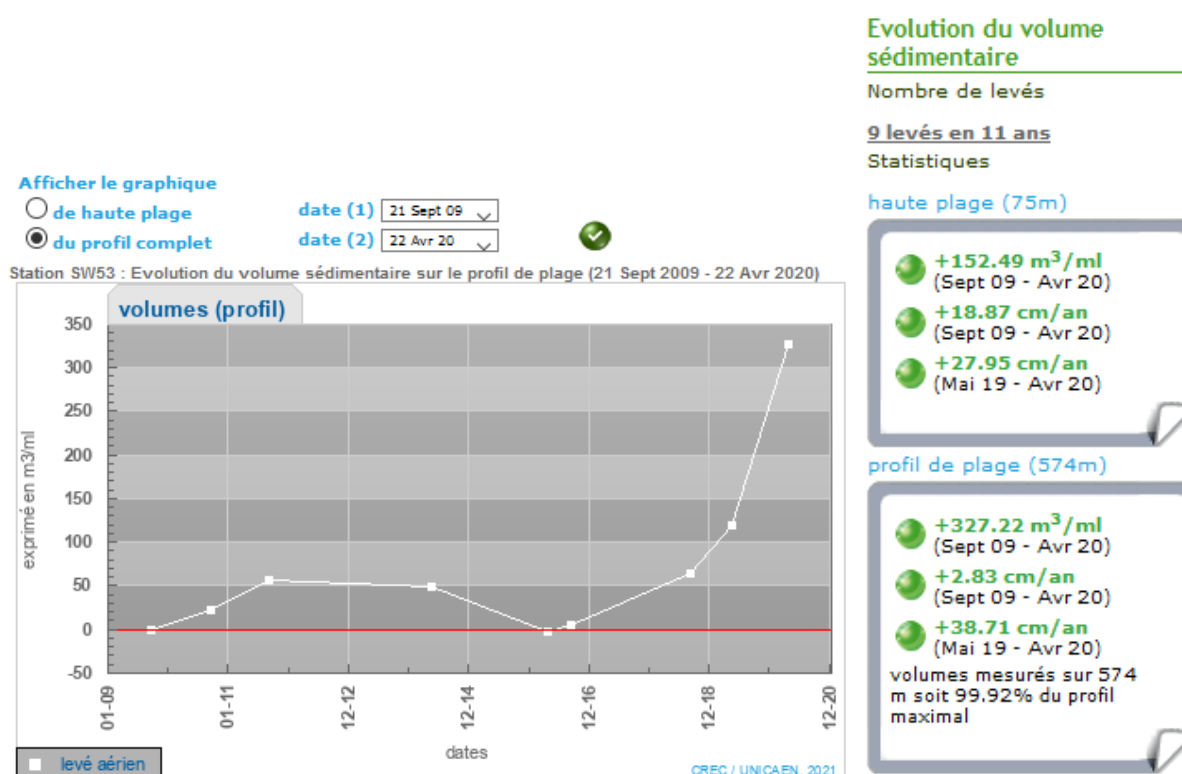 Afficher le graphique
de haute plage
date (1) 21 Sept 09
du profil complet
date (2) 22 Avr 20
Station SW53 : Evolution du volume sédimentaire sur le profil de plage (21 Sept 2009 - 22 Avr 2020)
volumes (profil)
exprimé en m3/ml
350
300
250
200
150
100
50
0
-50
01-09
01-11
12-12
12-14
12-16
12-18
12-20
dates
levé aérien
CREC / UNICAEN, 2021
Evolution du volume
sédimentaire
Nombre de levés
9 levés en 11 ans
Statistiques
haute plage (75m)
+152.49 m³/ml
(Sept 09 - Avr 20)
+18.87 cm/an
(Sept 09 - Avr 20)
+27.95 cm/an
(Mai 19 - Avr 20)
profil de plage (574m)
+327.22 m³/ml
(Sept 09 - Avr 20)
+2.83 cm/an
(Sept 09 - Avr 20)
+38.71 cm/an
(Mai 19 - Avr 20)
volumes mesurés sur 574
m soit 99.92% du profil
maximal